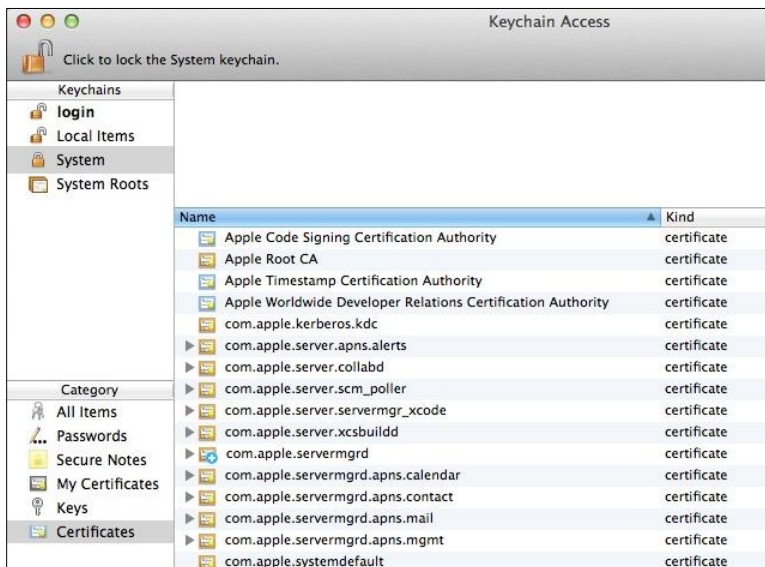 Keychain Access
Click to lock the System keychain.
Keychains
login
Local Items
System
System Roots
Name Kind
Apple Code Signing Certification Authority certificate
Apple Root CA certificate
Apple Timestamp Certification Authority certificate
Apple Worldwide Developer Relations Certification Authority certificate
com.apple.kerberos.kdc certificate
com.apple.server.apns.alerts certificate
com.apple.server.collabd certificate
com.apple.server.scm_poller certificate
com.apple.server.servermgr_xcode certificate
com.apple.server.xcsbuildd certificate
com.apple.servermgrd certificate
com.apple.servermgrd.apns.calendar certificate
com.apple.servermgrd.apns.contact certificate
com.apple.servermgrd.apns.mail certificate
com.apple.servermgrd.apns.mgmt certificate
com.apple.systemdefault certificate
Category
All Items
Passwords
Secure Notes
My Certificates
Keys
Certificates